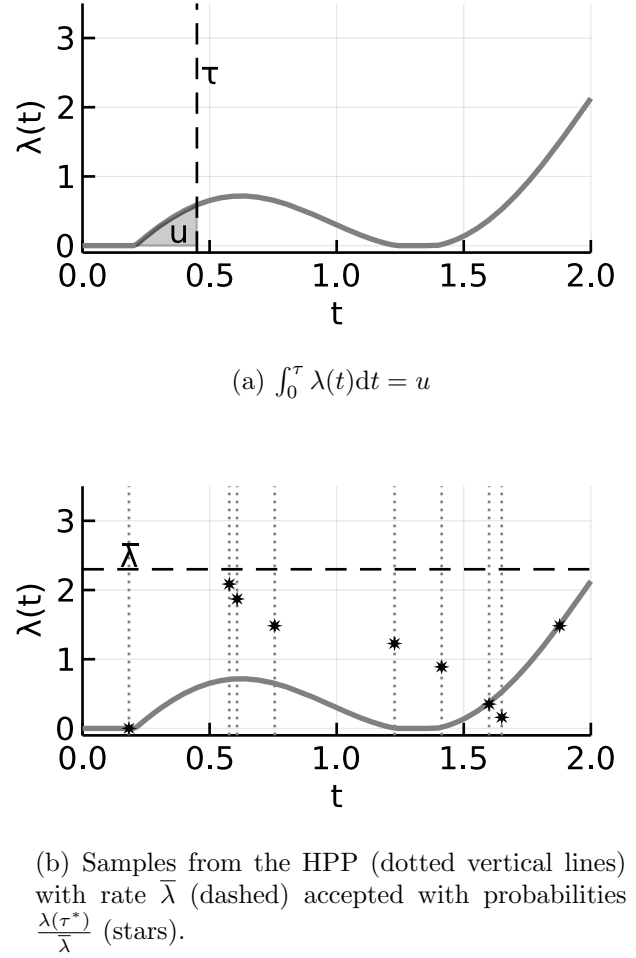 3
2
1
0
λ(t)
τ
u
0.0 0.5 1.0 1.5 2.0
t
(a) ∫₀^τ λ(t)dt = u
3
2
1
0
λ(t)
λ̅
0.0 0.5 1.0 1.5 2.0
t
(b) Samples from the HPP (dotted vertical lines)
with rate λ̅ (dashed) accepted with probabilities
λ(τ*)/λ̅ (stars).